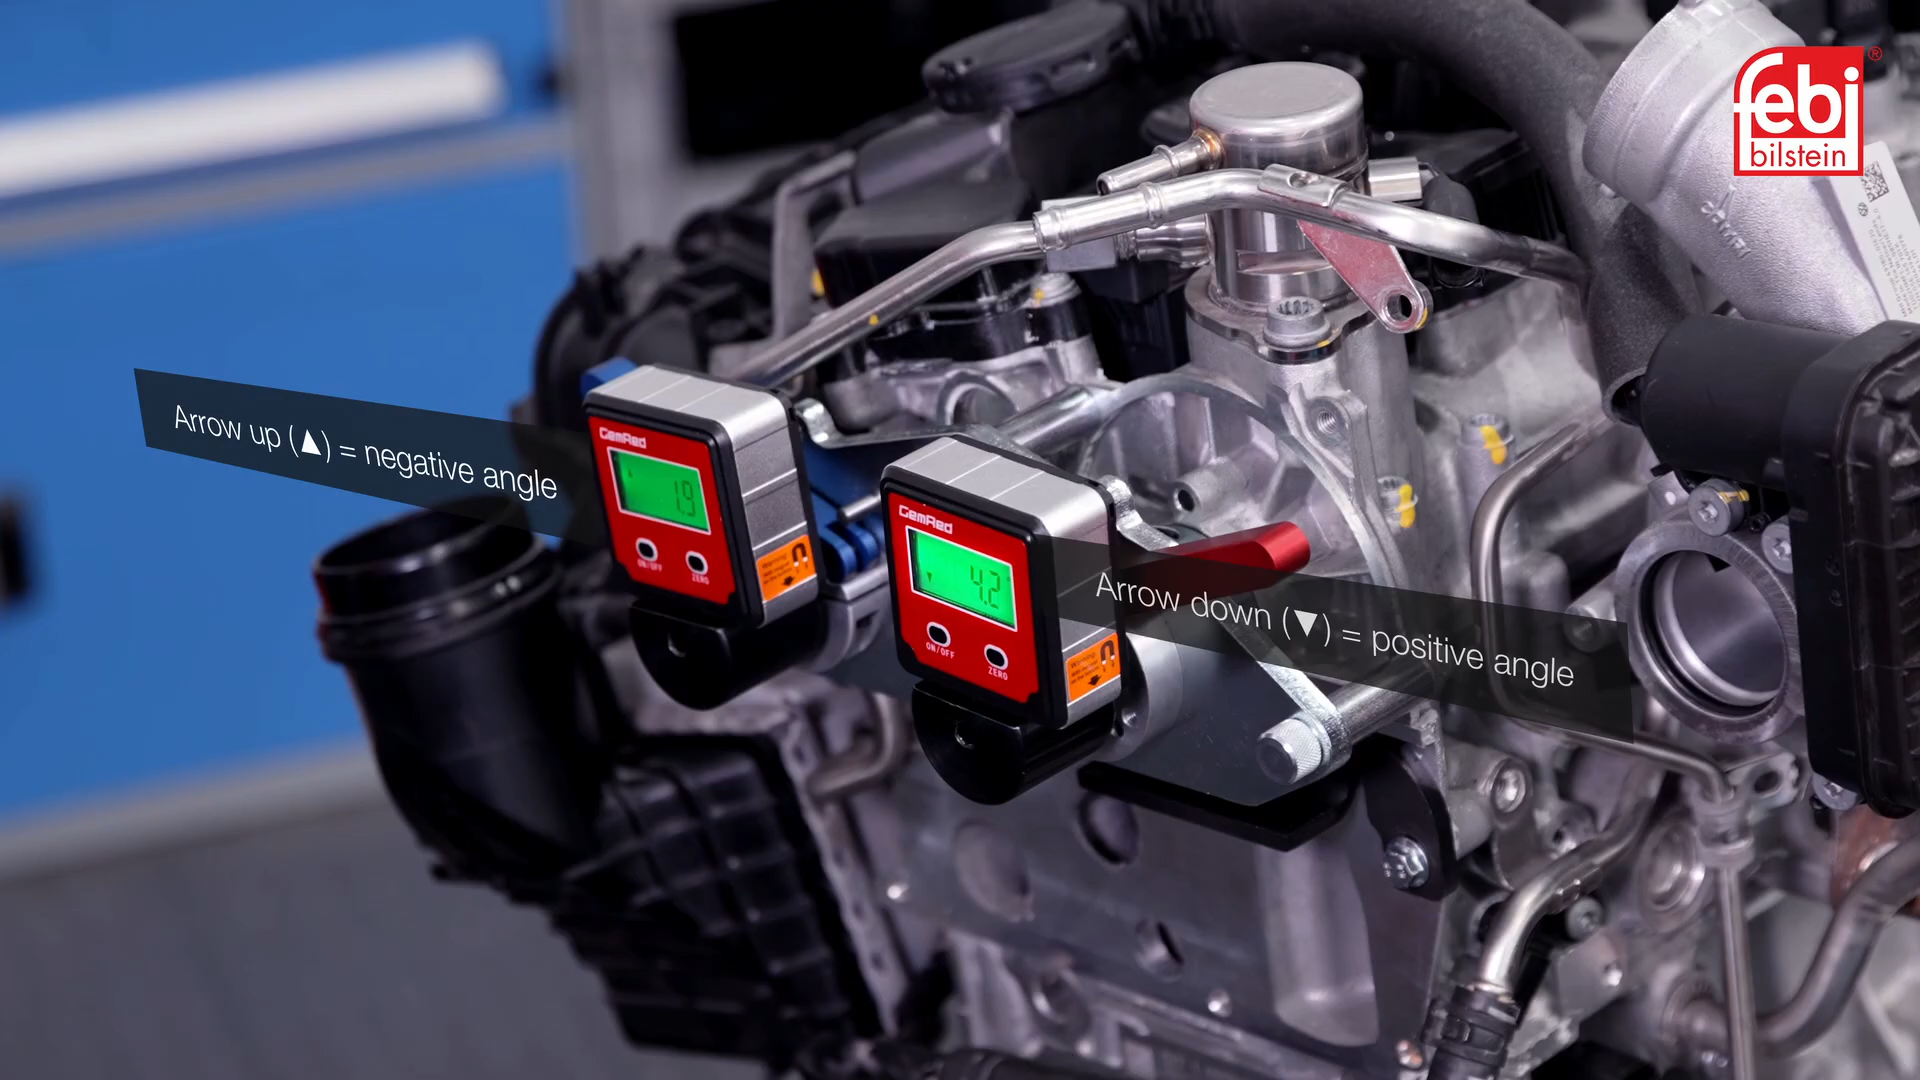 febi®
bilstein
Arrow up (▲) = negative angle
GemRed
1.9
ON/OFF
ZERO
GemRed
▼ 4.2
ON/OFF
ZERO
Warning
Arrow down (▼) = positive angle